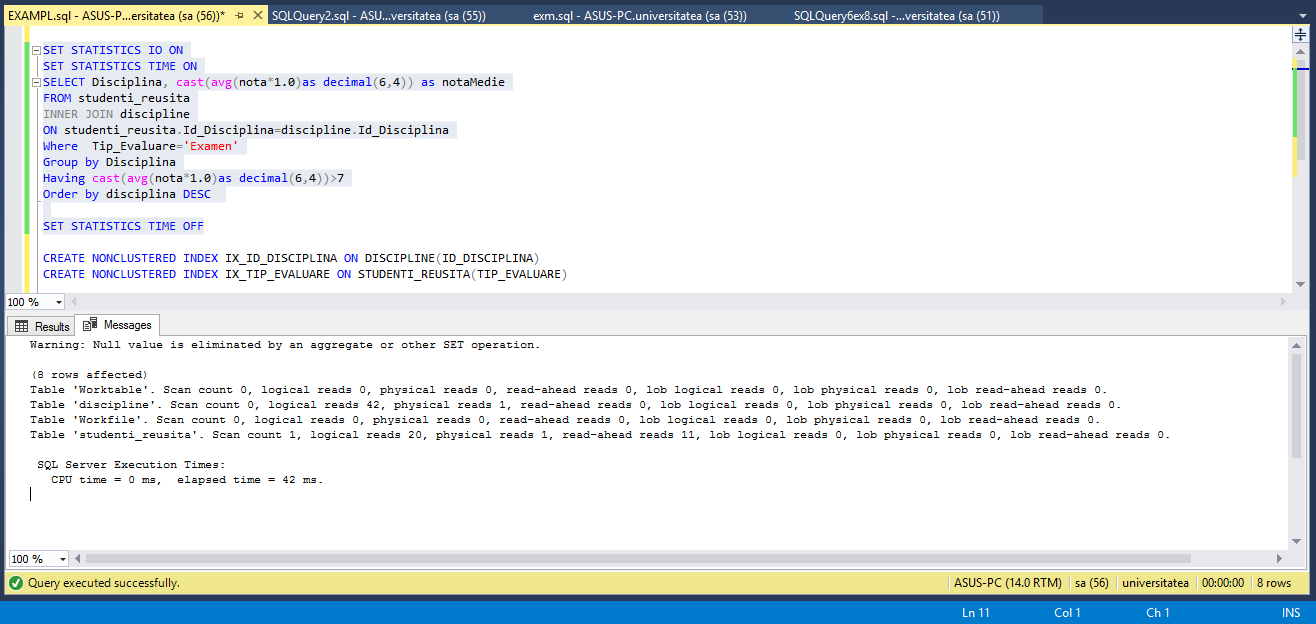 EXAMPL.sql - ASUS-P...ersitatea (sa (56))* SQLQuery2.sql - ASU...versitatea (sa (55)) exm.sql - ASUS-PC.universitatea (sa (53)) SQLQuery6ex8.sql -...versitatea (sa (51))
SET STATISTICS IO ON
SET STATISTICS TIME ON
SELECT Disciplina, cast(avg(nota*1.0)as decimal(6,4)) as notaMedie
FROM studenti_reusita
INNER JOIN discipline
ON studenti_reusita.Id_Disciplina=discipline.Id_Disciplina
Where Tip_Evaluare='Examen'
Group by Disciplina
Having cast(avg(nota*1.0)as decimal(6,4))>7
Order by disciplina DESC
SET STATISTICS TIME OFF
CREATE NONCLUSTERED INDEX IX_ID_DISCIPLINA ON DISCIPLINE(ID_DISCIPLINA)
CREATE NONCLUSTERED INDEX IX_TIP_EVALUARE ON STUDENTI_REUSITA(TIP_EVALUARE)
100 %
Results Messages
Warning: Null value is eliminated by an aggregate or other SET operation.
(8 rows affected)
Table 'Worktable'. Scan count 0, logical reads 0, physical reads 0, read-ahead reads 0, lob logical reads 0, lob physical reads 0, lob read-ahead reads 0.
Table 'discipline'. Scan count 0, logical reads 42, physical reads 1, read-ahead reads 0, lob logical reads 0, lob physical reads 0, lob read-ahead reads 0.
Table 'Workfile'. Scan count 0, logical reads 0, physical reads 0, read-ahead reads 0, lob logical reads 0, lob physical reads 0, lob read-ahead reads 0.
Table 'studenti_reusita'. Scan count 1, logical reads 20, physical reads 1, read-ahead reads 11, lob logical reads 0, lob physical reads 0, lob read-ahead reads 0.
SQL Server Execution Times:
CPU time = 0 ms, elapsed time = 42 ms.
100 %
Query executed successfully. ASUS-PC (14.0 RTM) sa (56) universitatea 00:00:00 8 rows
Ln 11 Col 1 Ch 1 INS